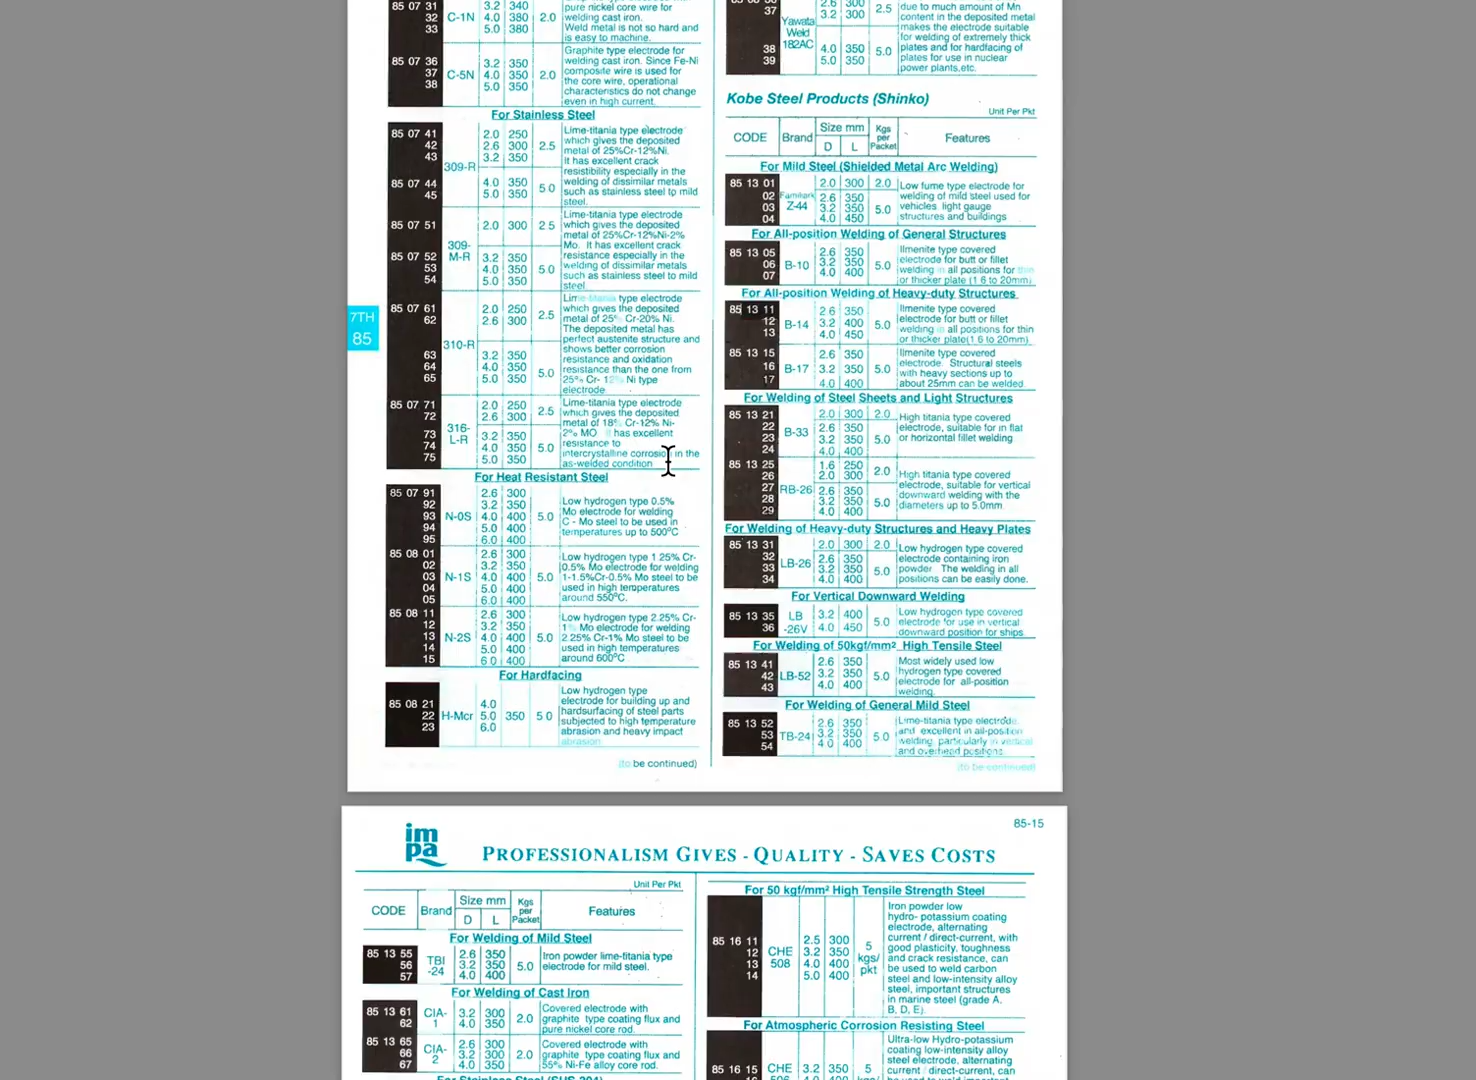 85 07 31
32
33
C-1N
3.2 340
4.0 380
5.0 380
2.0
pure nickel core wire for
welding cast iron.
Weld metal is not so hard and
is easy to machine.
85 07 36
37
38
C-5N
3.2 350
4.0 350
5.0 350
2.0
Graphite type electrode for
welding cast iron. Since Fe-Ni
composite wire is used for
the core wire, operational
characteristics do not change
even in high current.
For Stainless Steel
85 07 41
42
43
85 07 44
45
309-R
2.0 250
2.6 300
3.2 350
2.5
4.0 350
5.0 350
5.0
Lime-titania type electrode
which gives the deposited
metal of 25%Cr-12%Ni.
It has excellent crack
resistibility especially in the
welding of dissimilar metals
such as stainless steel to mild
steel.
85 07 51
85 07 52
53
54
309-
M-R
2.0 300
2 5
3.2 350
4.0 350
5.0 350
5.0
Lime-titania type electrode
which gives the deposited
metal of 25%Cr-12%Ni-2%
Mo. It has excellent crack
resistance especially in the
welding of dissimilar metals
such as stainless steel to mild
steel.
7TH
85
85 07 61
62
63
64
65
310-R
2.0 250
2.6 300
2.5
3.2 350
4.0 350
5.0 350
5.0
Lime-titania type electrode
which gives the deposited
metal of 25% Cr-20% Ni.
The deposited metal has
perfect austenite structure and
shows better corrosion
resistance and oxidation
resistance than the one from
25% Cr- 12% Ni type
electrode
85 07 71
72
73
74
75
316-
L-R
2.0 250
2.6 300
2.5
3.2 350
4.0 350
5.0 350
5.0
Lime-titania type electrode
which gives the deposited
metal of 18% Cr-12% Ni-
2% MO. It has excellent
resistance to
intercrystalline corrosion in the
as-welded condition
For Heat Resistant Steel
85 07 91
92
93
94
95
N-0S
2.6 300
3.2 350
4.0 400
5.0 400
6.0 400
5.0
Low hydrogen type 0.5%
Mo electrode for welding
C - Mo steel to be used in
temperatures up to 500°C
85 08 01
02
03
04
05
N-1S
2.6 300
3.2 350
4.0 400
5.0 400
6.0 400
5.0
Low hydrogen type 1 25% Cr-
0.5% Mo electrode for welding
1-1.5%Cr-0.5% Mo steel to be
used in high temperatures
around 550°C.
85 08 11
12
13
14
15
N-2S
2.6 300
3.2 350
4.0 400
5.0 400
6 0 400
5.0
Low hydrogen type 2.25% Cr-
1% Mo electrode for welding
2 25% Cr-1% Mo steel to be
used in high temperatures
around 600°C
For Hardfacing
85 08 21
22
23
H-Mcr
4.0
5.0
6.0
350
5 0
Low hydrogen type
electrode for building up and
hardsurfacing of steel parts
subjected to high temperature
abrasion and heavy impact
abrasion.
(to be continued)
37
38
39
Yawata
Weld
182AC
2.6 300
3.2 300
2.5
4.0 350
5.0 350
5.0
due to much amount of Mn
content in the deposited metal
makes the electrode suitable
for welding of extremely thick
plates and for hardfacing of
plates for use in nuclear
power plants,etc.
Kobe Steel Products (Shinko)
Unit Per Pkt
CODE Brand Size mm D L Kgs per Packet Features
For Mild Steel (Shielded Metal Arc Welding)
85 13 01
02
03
04
Z-44
2.0 300 2.0
2.6 350
3.2 350
4.0 450
5.0
Low fume type electrode for
welding of mild steel used for
vehicles light gauge
structures and buildings
For All-position Welding of General Structures
85 13 05
06
07
B-10
2.6 350
3.2 350
4.0 400
5.0
Ilmenite type covered
electrode for butt or fillet
welding in all positions for thin
or thicker plate (1 6 to 20mm)
For All-position Welding of Heavy-duty Structures
85 13 11
12
13
B-14
2.6 350
3.2 400
4.0 450
5.0
Ilmenite type covered
electrode for butt or fillet
welding in all positions for thin
or thicker plate(1 6 to 20mm)
85 13 15
16
17
B-17
2.6 350
3.2 350
4.0 400
5.0
Ilmenite type covered
electrode. Structural steels
with heavy sections up to
about 25mm can be welded.
For Welding of Steel Sheets and Light Structures
85 13 21
22
23
24
B-33
2.0 300 2.0
2.6 350
3.2 350
4.0 400
5.0
High titania type covered
electrode, suitable for in flat
or horizontal fillet welding
85 13 25
26
27
28
29
RB-26
1.6 250
2.0 300
2.0
2.6 350
3.2 350
4.0 400
5.0
High titania type covered
electrode, suitable for vertical
downward welding with the
diameters up to 5.0mm.
For Welding of Heavy-duty Structures and Heavy Plates
85 13 31
32
33
34
LB-26
2.0 300 2.0
2.6 350
3.2 350
4.0 400
5.0
Low hydrogen type covered
electrode containing iron
powder The welding in all
positions can be easily done.
For Vertical Downward Welding
85 13 35
36
LB
-26V
3.2 400
4.0 450
5.0
Low hydrogen type covered
electrode for use in vertical
downward position for ships
For Welding of 50kgf/mm² High Tensile Steel
85 13 41
42
43
LB-52
2.6 350
3.2 350
4.0 400
5.0
Most widely used low
hydrogen type covered
electrode for all-position
welding.
For Welding of General Mild Steel
85 13 52
53
54
TB-24
2.6 350
3.2 350
4 0 400
5.0
Lime-titania type electrode
and excellent in all-position
welding, particularly in vertical
and overhead positions.
(to be continued)
85-15
impa
PROFESSIONALISM GIVES - QUALITY - SAVES COSTS
Unit Per Pkt
CODE Brand Size mm D L Kgs per Packet Features
For Welding of Mild Steel
85 13 55
56
57
TBI
-24
2.6 350
3.2 350
4.0 400
5.0
Iron powder lime-titania type
electrode for mild steel.
For Welding of Cast Iron
85 13 61
62
CIA-
1
3.2 300
4.0 350
2.0
Covered electrode with
graphite type coating flux and
pure nickel core rod.
85 13 65
66
67
CIA-
2
2.6 300
3.2 300
4.0 350
2.0
Covered electrode with
graphite type coating flux and
55% Ni-Fe alloy core rod.
For 50 kgf/mm² High Tensile Strength Steel
85 16 11
12
13
14
CHE
508
2.5 300
3.2 350
4.0 400
5.0 400
5
kgs/
pkt
Iron powder low
hydro- potassium coating
electrode, alternating
current / direct-current, with
good plasticity, toughness
and crack resistance, can
be used to weld carbon
steel and low-intensity alloy
steel, important structures
in marine steel (grade A.
B, D, E).
For Atmospheric Corrosion Resisting Steel
85 16 15
CHE
3.2 350
5
Ultra-low Hydro-potassium
coating low-intensity alloy
steel electrode, alternating
current / direct-current, can